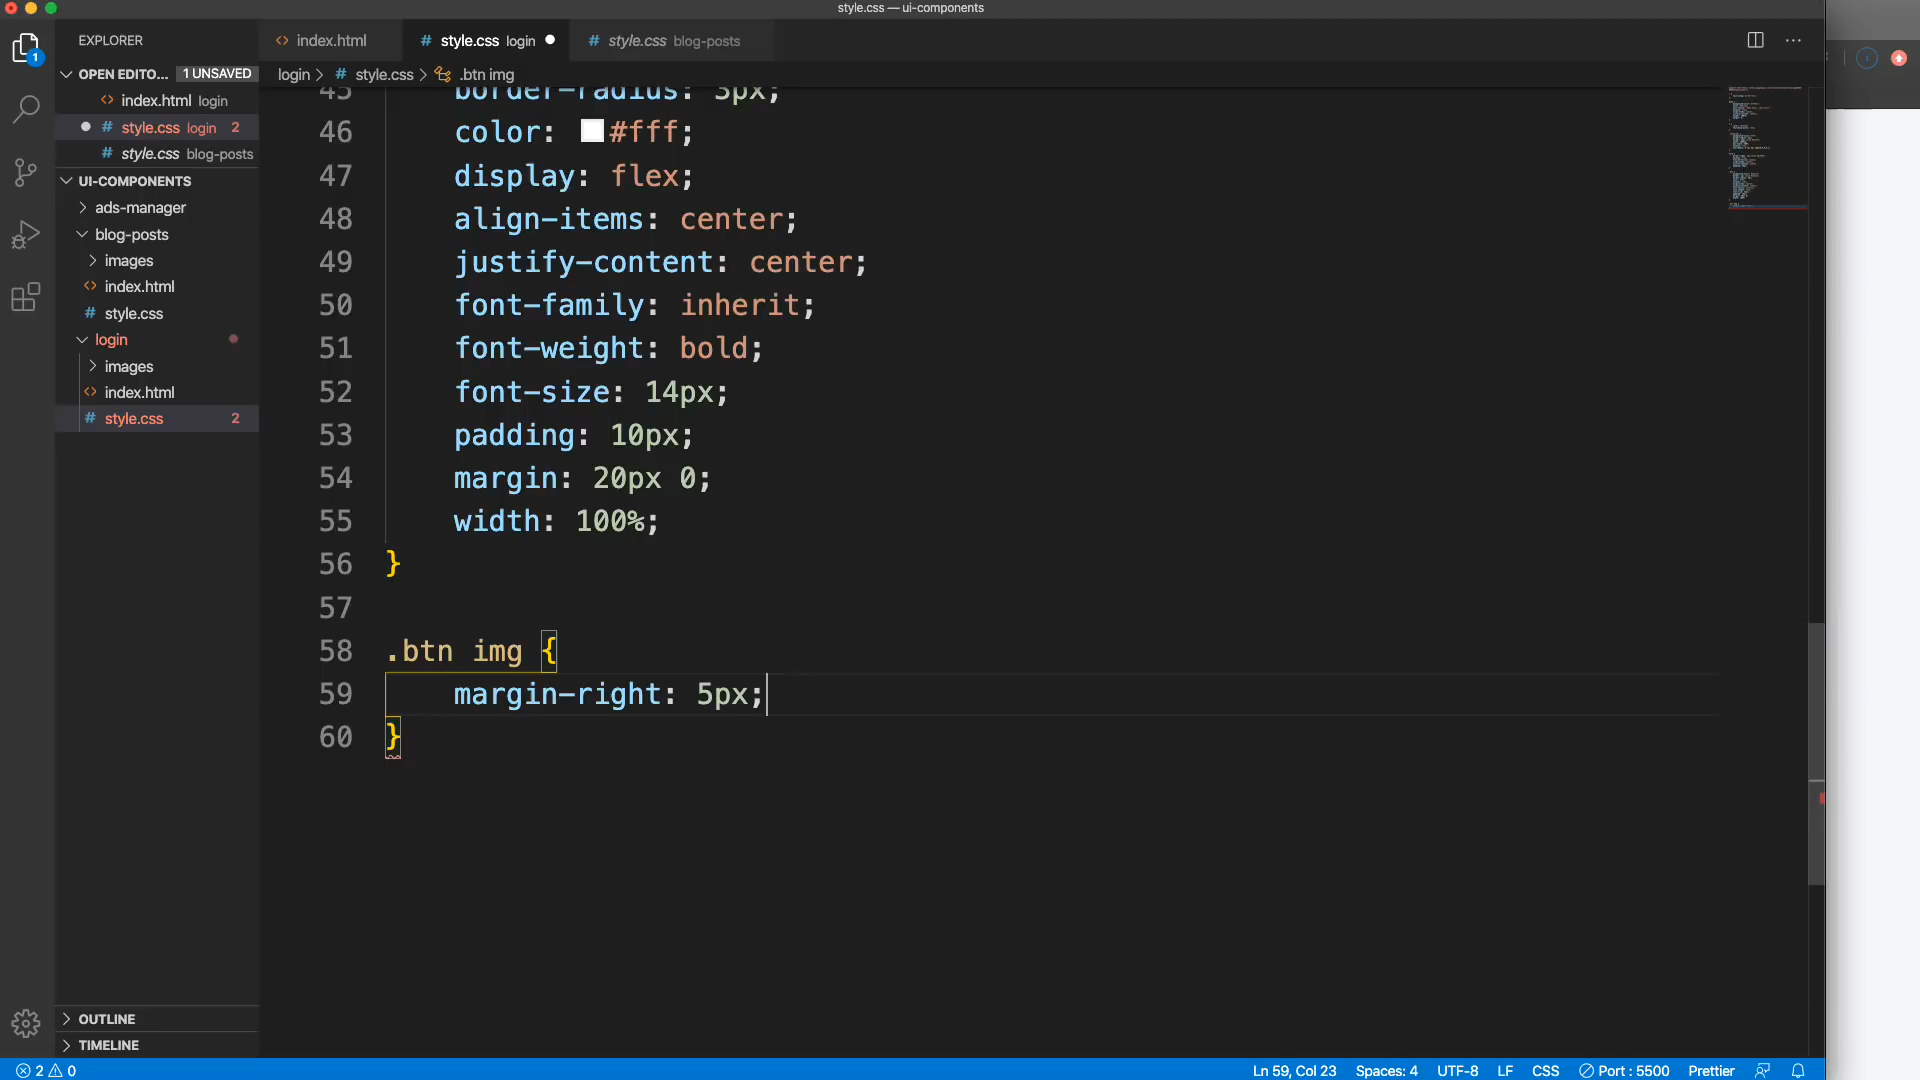 style.css — ui-components
EXPLORER
index.html
style.css login
style.css blog-posts
OPEN EDITO... 1 UNSAVED
login > # style.css > .btn img
index.html login
style.css login 2
style.css blog-posts
UI-COMPONENTS
ads-manager
blog-posts
images
index.html
style.css
login
images
index.html
style.css 2
45 border-radius: 3px;
46 color: #fff;
47 display: flex;
48 align-items: center;
49 justify-content: center;
50 font-family: inherit;
51 font-weight: bold;
52 font-size: 14px;
53 padding: 10px;
54 margin: 20px 0;
55 width: 100%;
56 }
57
58 .btn img {
59 margin-right: 5px;
60 }
OUTLINE
TIMELINE
2 0 Ln 59, Col 23 Spaces: 4 UTF-8 LF CSS Port : 5500 Prettier